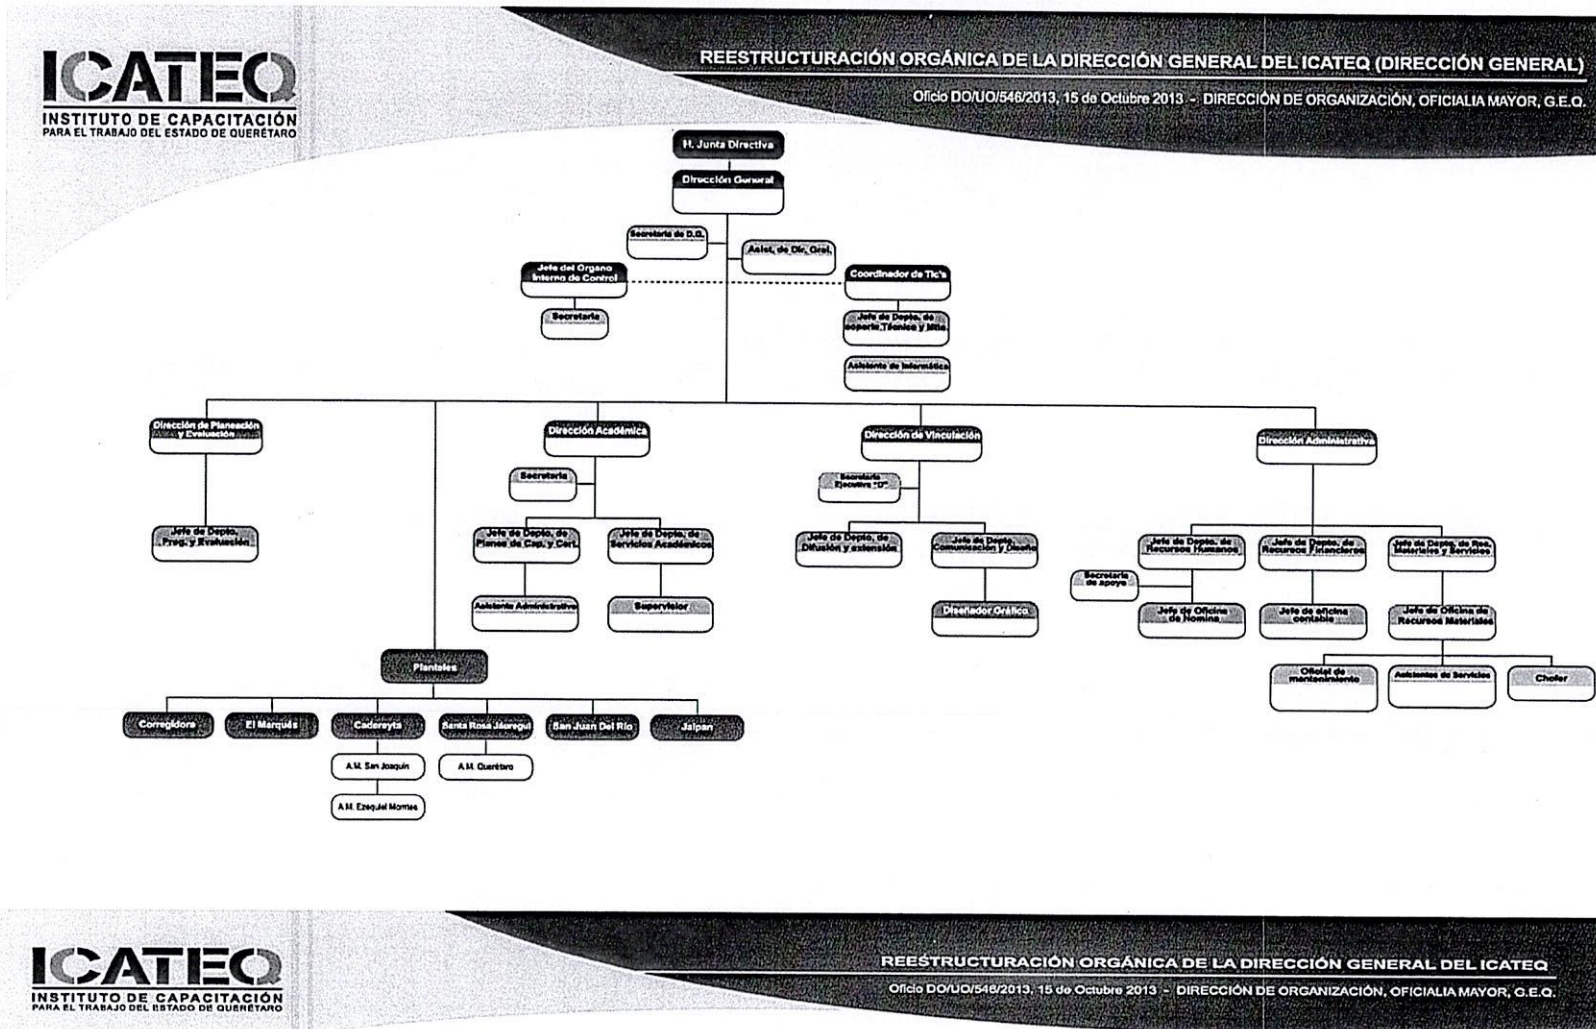 ICATEQ
INSTITUTO DE CAPACITACIÓN
PARA EL TRABAJO DEL ESTADO DE QUERÉTARO
REESTRUCTURACIÓN ORGÁNICA DE LA DIRECCIÓN GENERAL DEL ICATEQ (DIRECCIÓN GENERAL)
Oficio DO/UO/546/2013, 15 de Octubre 2013 - DIRECCIÓN DE ORGANIZACIÓN, OFICIALIA MAYOR, G.E.Q.
H. Junta Directiva
Dirección General
Secretaria de D.G.
Asist. de Dir. Gral.
Jefe del Organo
Interno de Control
Coordinador de Tic's
Secretaria
Jefe de Depto. de
soporte Técnico y Mtto.
Asistente de Informática
Dirección de Planeación
y Evaluación
Dirección Académica
Dirección de Vinculación
Dirección Administrativa
Secretaria
Secretaria
Ejecutiva "D"
Jefe de Depto.
Prog. y Evaluación
Jefe de Depto. de
Planes de Cap. y Cert.
Jefe de Depto. de
Servicios Académicos
Jefe de Depto. de
Difusión y extensión
Jefe de Depto.
Comunicación y Diseño
Jefe de Depto. de
Recursos Humanos
Jefe de Depto. de
Recursos Financieros
Jefe de Depto. de Rec.
Materiales y Servicios
Secretaria
de apoyo
Asistente Administrativo
Supervisior
Diseñador Gráfico
Jefe de Oficina
de Nomina
Jefe de oficina
contable
Jefe de Oficina de
Recursos Materiales
Planteles
Oficial de
mantenimiento
Asistentes de Servicios
Chofer
Corregidora
El Marqués
Cadereyta
Santa Rosa Jáuregui
San Juan Del Río
Jalpan
A.M. San Joaquín
A.M. Querétaro
A.M. Ezequiel Montes
ICATEQ
INSTITUTO DE CAPACITACIÓN
PARA EL TRABAJO DEL ESTADO DE QUERÉTARO
REESTRUCTURACIÓN ORGÁNICA DE LA DIRECCIÓN GENERAL DEL ICATEQ
Oficio DO/UO/546/2013, 15 de Octubre 2013 - DIRECCIÓN DE ORGANIZACIÓN, OFICIALIA MAYOR, G.E.Q.